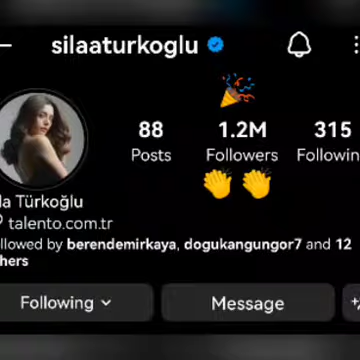 silaaturkoglu
88 1.2M 315
Posts Followers Followin
la Türkoğlu
talento.com.tr
llowed by berendemirkaya, dogukangungor7 and 12
hers
Following Message